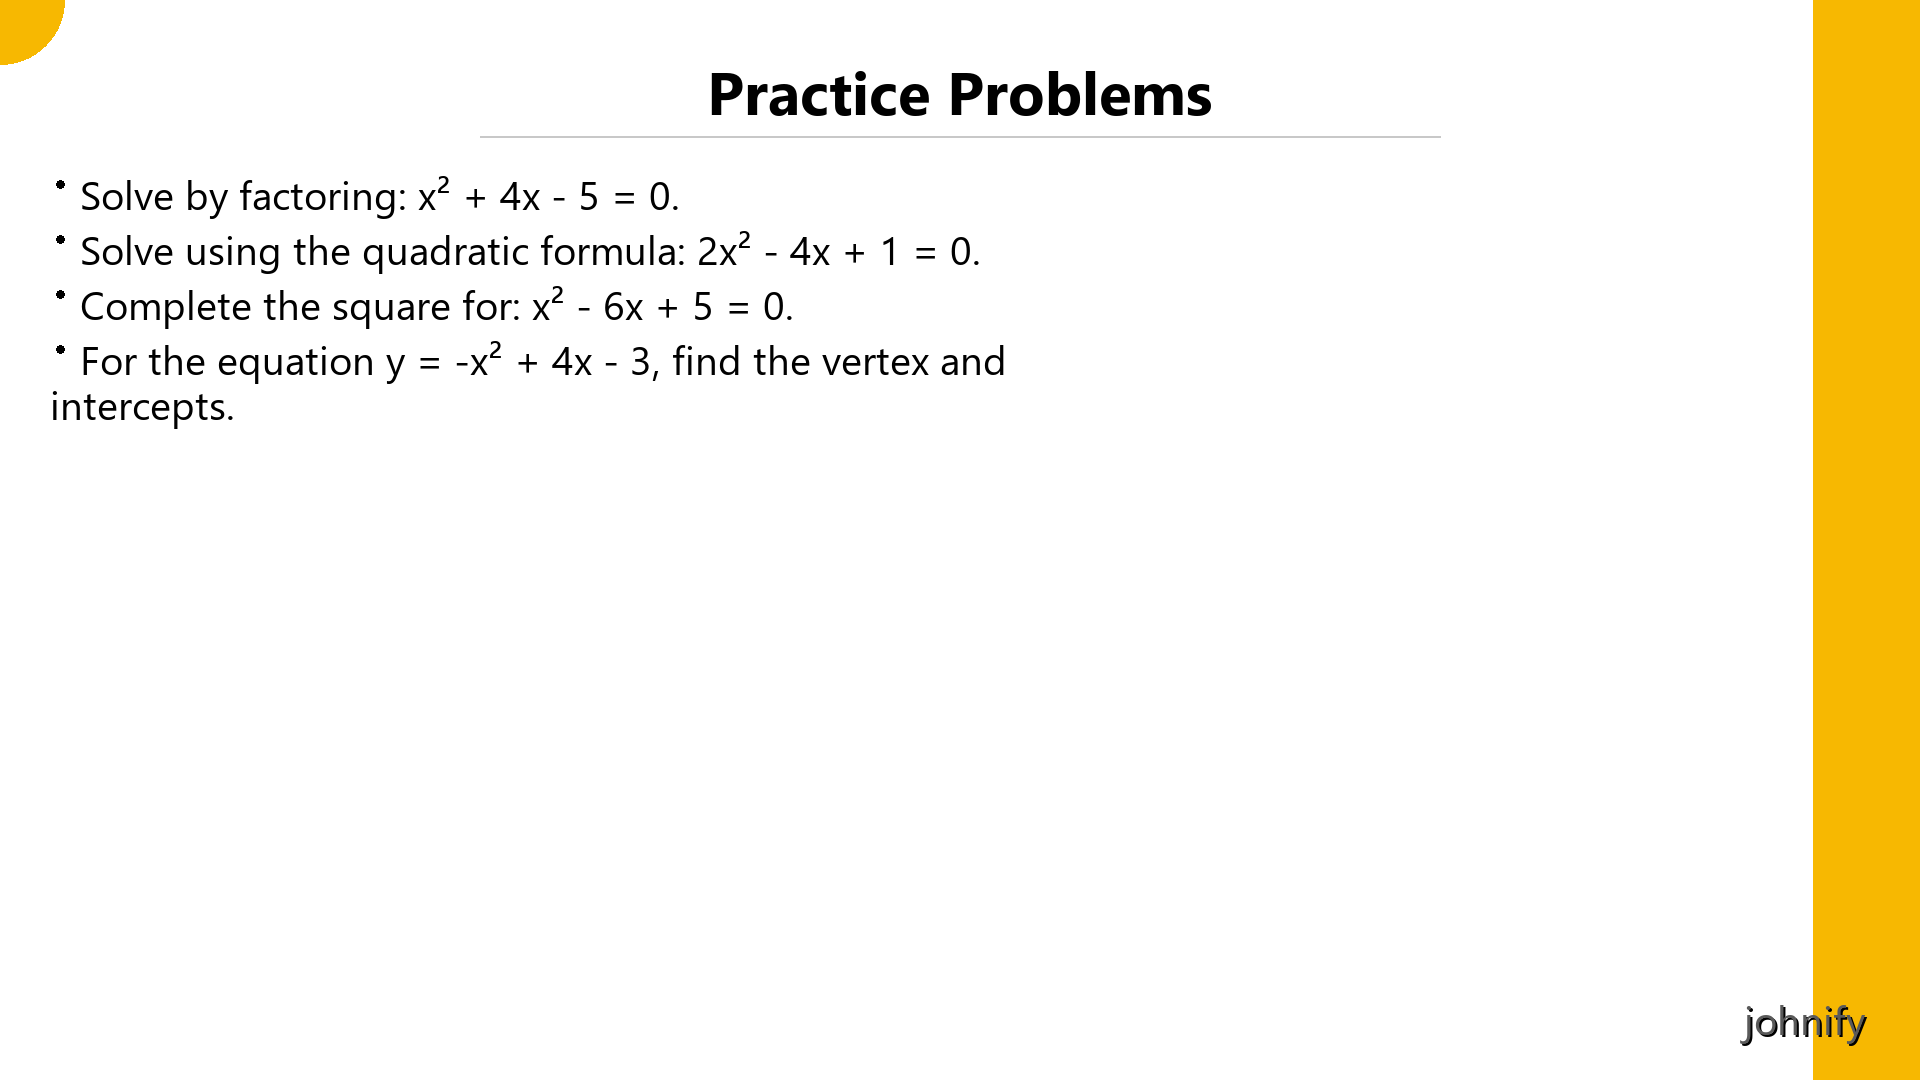 Practice Problems
• Solve by factoring: x² + 4x - 5 = 0.
• Solve using the quadratic formula: 2x² - 4x + 1 = 0.
• Complete the square for: x² - 6x + 5 = 0.
• For the equation y = -x² + 4x - 3, find the vertex and
intercepts.
johnify